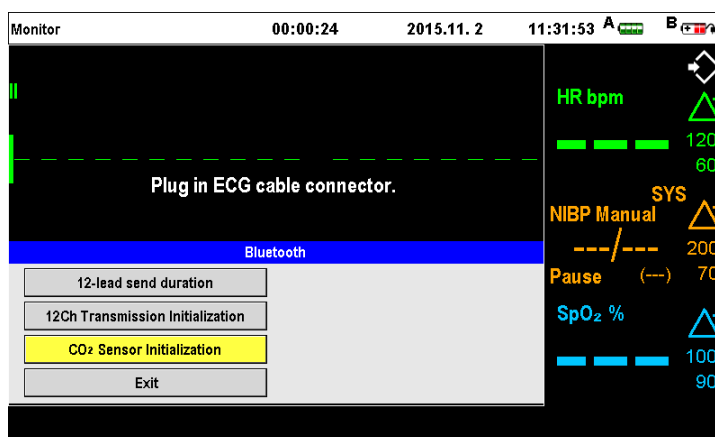 Monitor 00:00:24 2015.11. 2 11:31:53 A B
II
HR bpm
120
--- 60
Plug in ECG cable connector.
SYS
NIBP Manual
---/--- 200
Pause (---) 70
Bluetooth
12-lead send duration
12Ch Transmission Initialization
CO₂ Sensor Initialization
Exit
SpO₂ %
100
--- 90